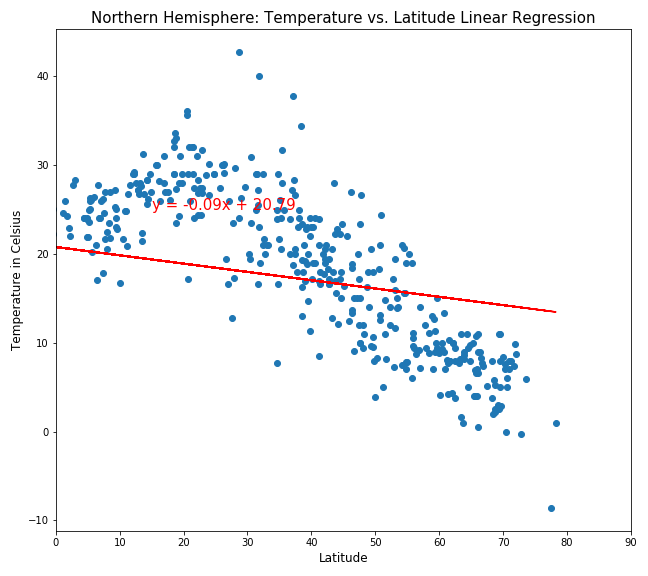 Northern Hemisphere: Temperature vs. Latitude Linear Regression
Temperature in Celsius
40
30
20
10
0
−10
y = -0.09x + 20.79
0 10 20 30 40 50 60 70 80 90
Latitude